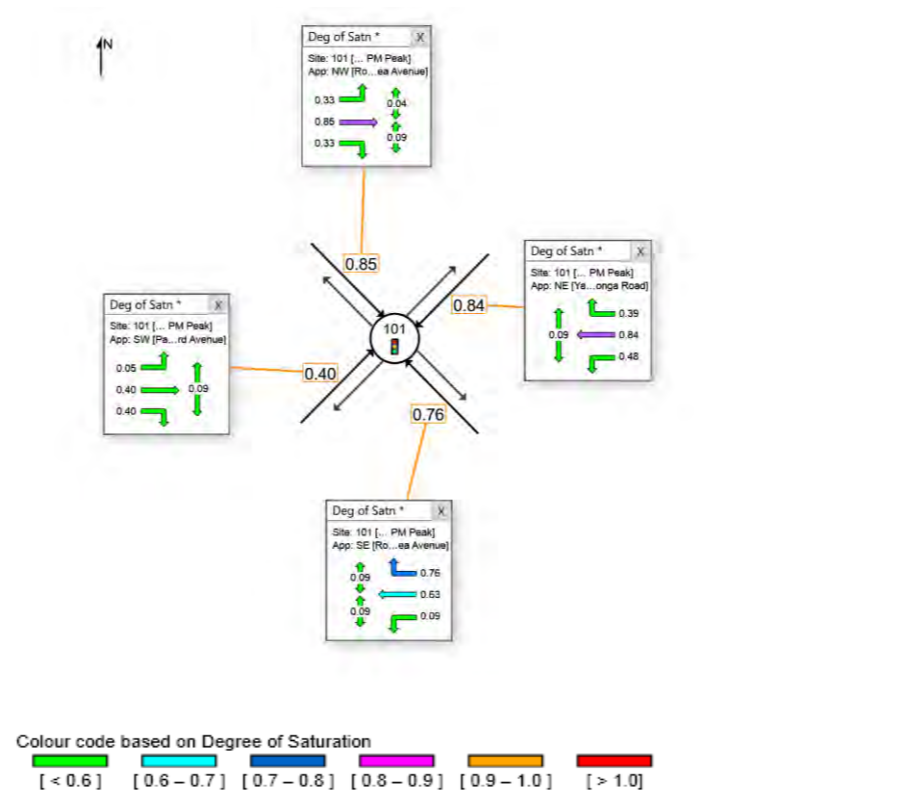 N
Deg of Satn * X
Site: 101 [... PM Peak]
App: NW [Ro...ea Avenue]
0.33
0.04
0.85
0.09
0.33
0.85
Deg of Satn * X
Site: 101 [... PM Peak]
App: NE [Ya...onga Road]
0.39
0.09
0.84
0.48
0.84
Deg of Satn * X
Site: 101 [... PM Peak]
App: SW [Pa...rd Avenue]
0.05
0.40
0.09
0.40
0.40
101
0.76
Deg of Satn * X
Site: 101 [... PM Peak]
App: SE [Ro...ea Avenue]
0.09
0.76
0.63
0.09
0.09
Colour code based on Degree of Saturation
[ < 0.6 ] [ 0.6 – 0.7 ] [ 0.7 – 0.8 ] [ 0.8 – 0.9 ] [ 0.9 – 1.0 ] [ > 1.0]